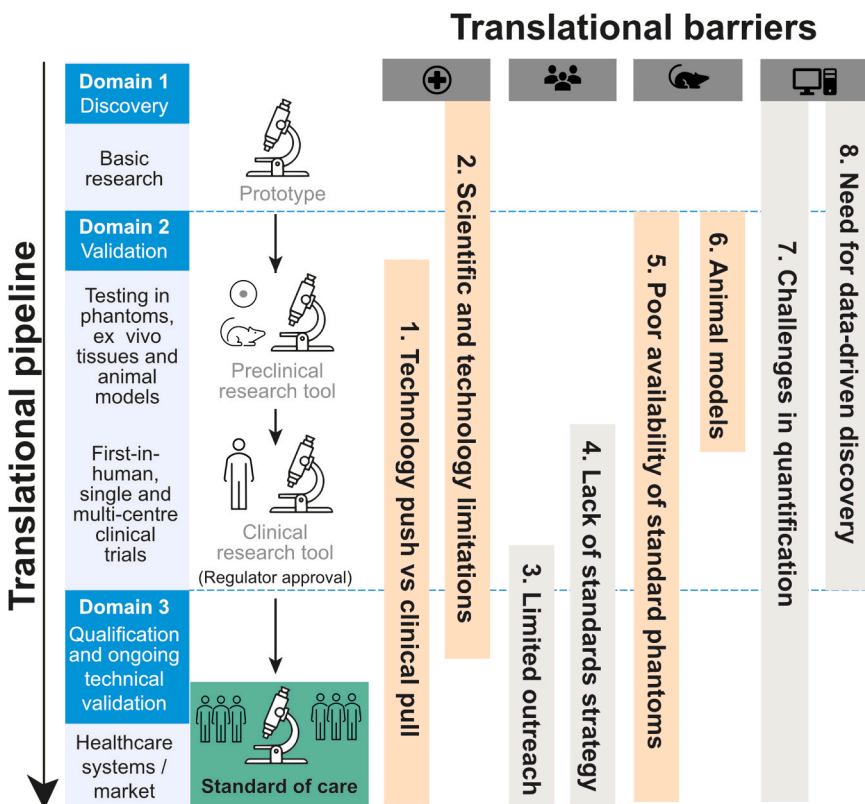 Translational barriers
Translational pipeline
Domain 1
Discovery
Basic
research
Prototype
Domain 2
Validation
Testing in
phantoms,
ex vivo
tissues and
animal
models
Preclinical
research tool
First-in-
human,
single and
multi-centre
clinical
trials
Clinical
research tool
(Regulator approval)
Domain 3
Qualification
and ongoing
technical
validation
Healthcare
systems /
market
Standard of care
1. Technology push vs clinical pull
2. Scientific and technology limitations
3. Limited outreach
4. Lack of standards strategy
5. Poor availability of standard phantoms
6. Animal models
7. Challenges in quantification
8. Need for data-driven discovery